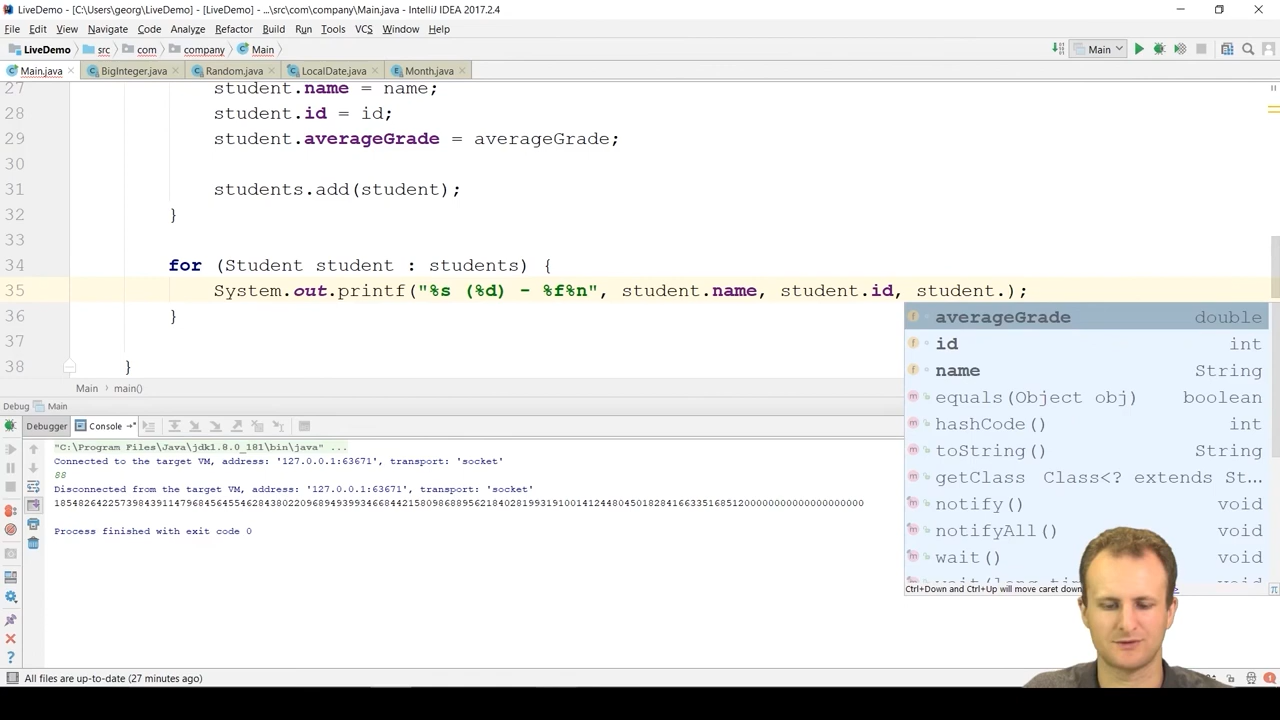 LiveDemo - [C:\Users\georg\LiveDemo] - [LiveDemo] - ...\src\com\company\Main.java - IntelliJ IDEA 2017.2.4
File Edit View Navigate Code Analyze Refactor Build Run Tools VCS Window Help
LiveDemo src com company Main Main
Main.java BigInteger.java Random.java LocalDate.java Month.java
27 student.name = name;
28 student.id = id;
29 student.averageGrade = averageGrade;
30
31 students.add(student);
32 }
33
34 for (Student student : students) {
35 System.out.printf("%s (%d) - %f%n", student.name, student.id, student.);
36 }
37
38 }
averageGrade double
id int
name String
equals(Object obj) boolean
hashCode() int
toString() String
getClass Class<? extends St...
notify() void
notifyAll() void
wait() void
Ctrl+Down and Ctrl+Up will move caret down
Main main()
Debug Main
Debugger Console
"C:\Program Files\Java\jdk1.8.0_181\bin\java" ...
Connected to the target VM, address: '127.0.0.1:63671', transport: 'socket'
88
Disconnected from the target VM, address: '127.0.0.1:63671', transport: 'socket'
Process finished with exit code 0
All files are up-to-date (27 minutes ago)